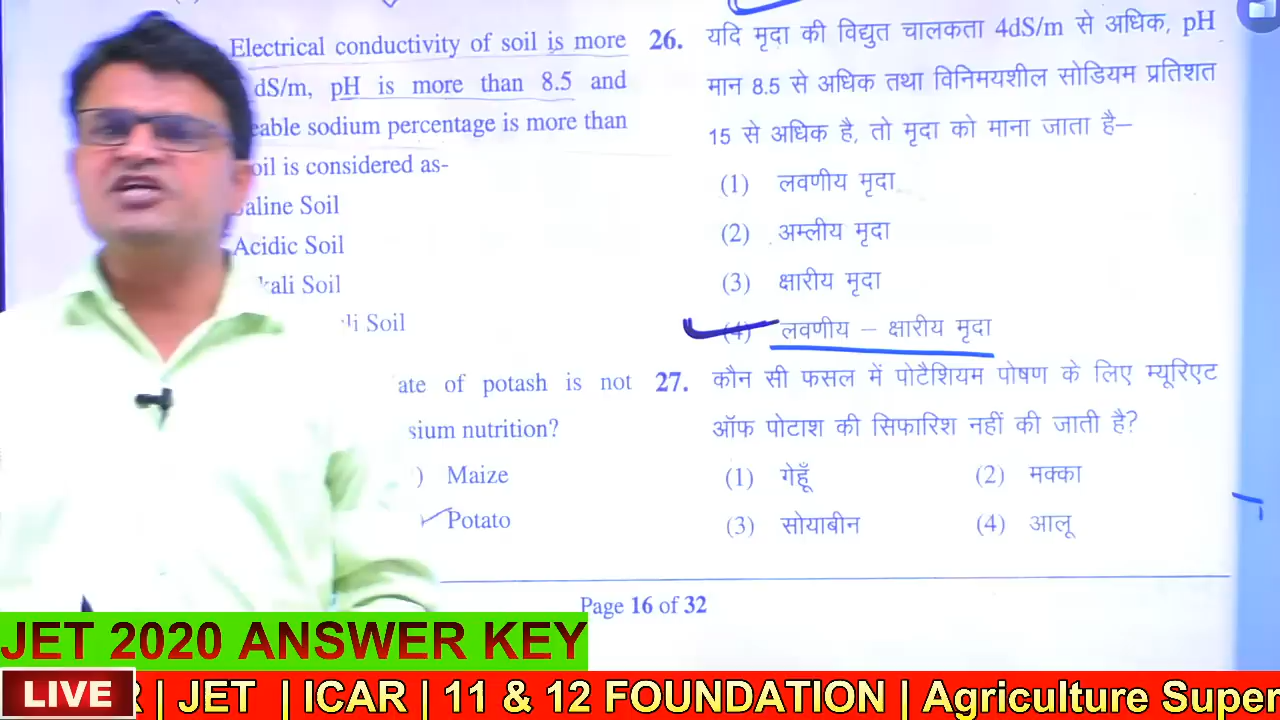 Electrical conductivity of soil is more
dS/m, pH is more than 8.5 and
eable sodium percentage is more than
oil is considered as-
Saline Soil
Acidic Soil
kali Soil
li Soil
ate of potash is not
sium nutrition?
) Maize
Potato
26. यदि मृदा की विद्युत चालकता 4dS/m से अधिक, pH
मान 8.5 से अधिक तथा विनिमयशील सोडियम प्रतिशत
15 से अधिक है, तो मृदा को माना जाता है–
(1) लवणीय मृदा
(2) अम्लीय मृदा
(3) क्षारीय मृदा
(4) लवणीय – क्षारीय मृदा
27. कौन सी फसल में पोटैशियम पोषण के लिए म्यूरिएट
ऑफ पोटाश की सिफारिश नहीं की जाती है?
(1) गेहूँ (2) मक्का
(3) सोयाबीन (4) आलू
Page 16 of 32
JET 2020 ANSWER KEY
LIVE R | JET | ICAR | 11 & 12 FOUNDATION | Agriculture Super